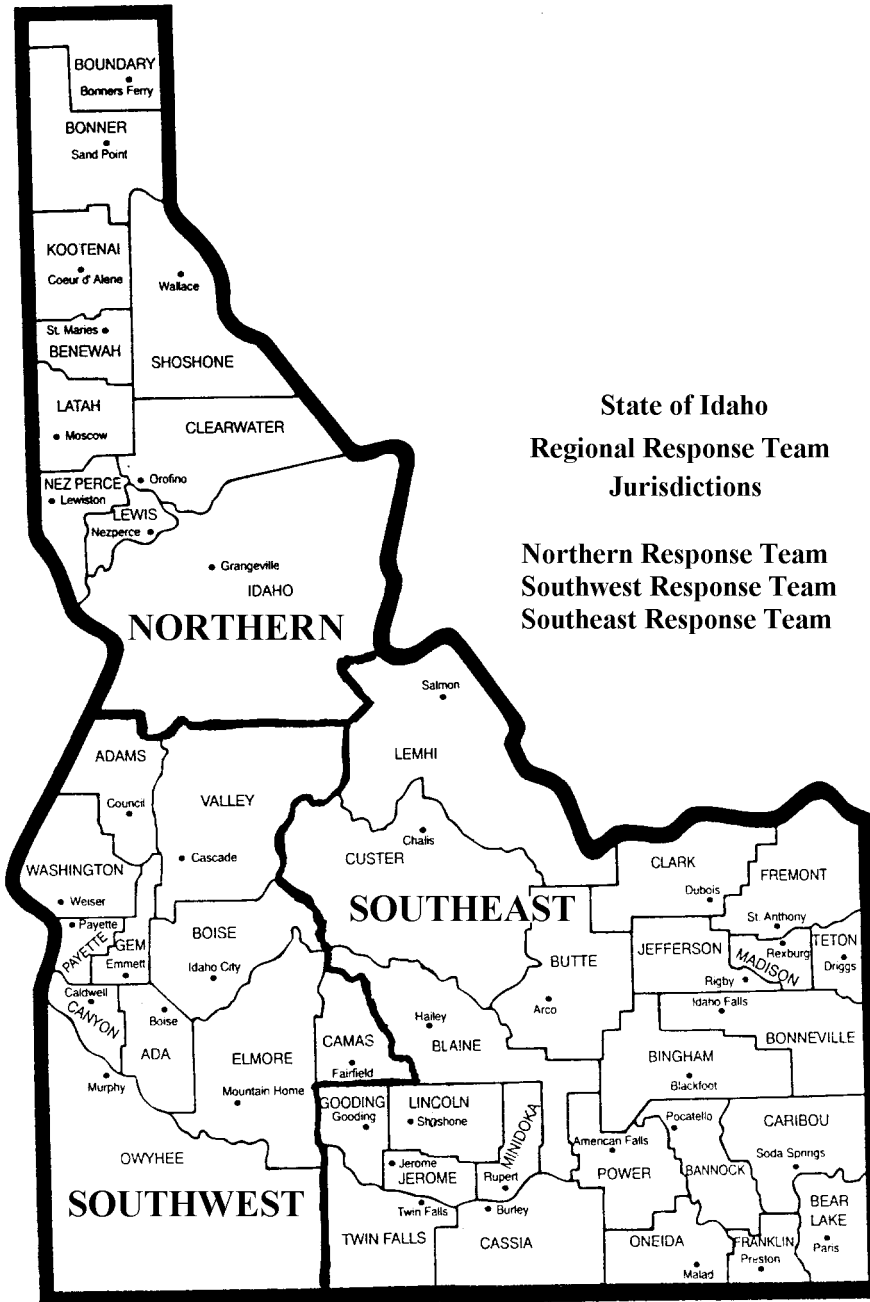 BOUNDARY
Bonners Ferry
BONNER
Sand Point
KOOTENAI
Coeur d' Alene
Wallace
St. Maries
BENEWAH
SHOSHONE
LATAH
Moscow
CLEARWATER
NEZ PERCE
Lewiston
Orofino
LEWIS
Nezperce
Grangeville
IDAHO
NORTHERN
State of Idaho
Regional Response Team
Jurisdictions
Northern Response Team
Southwest Response Team
Southeast Response Team
Salmon
LEMHI
ADAMS
Council
VALLEY
Cascade
WASHINGTON
Weiser
Payette
PAYETTE
GEM
Emmett
BOISE
Idaho City
Caldwell
CANYON
Boise
ADA
Murphy
ELMORE
Mountain Home
OWYHEE
SOUTHWEST
Chalis
CUSTER
SOUTHEAST
CLARK
Dubois
FREMONT
St. Anthony
BUTTE
Arco
JEFFERSON
Rigby
MADISON
Rexburg
TETON
Driggs
Idaho Falls
BONNEVILLE
Hailey
BLAINE
CAMAS
Fairfield
BINGHAM
Blackfoot
GOODING
Gooding
LINCOLN
Shoshone
MINIDOKA
Jerome
JEROME
Rupert
American Falls
POWER
Pocatello
BANNOCK
CARIBOU
Soda Springs
Twin Falls
TWIN FALLS
Burley
CASSIA
ONEIDA
Malad
FRANKLIN
Preston
BEAR
LAKE
Paris